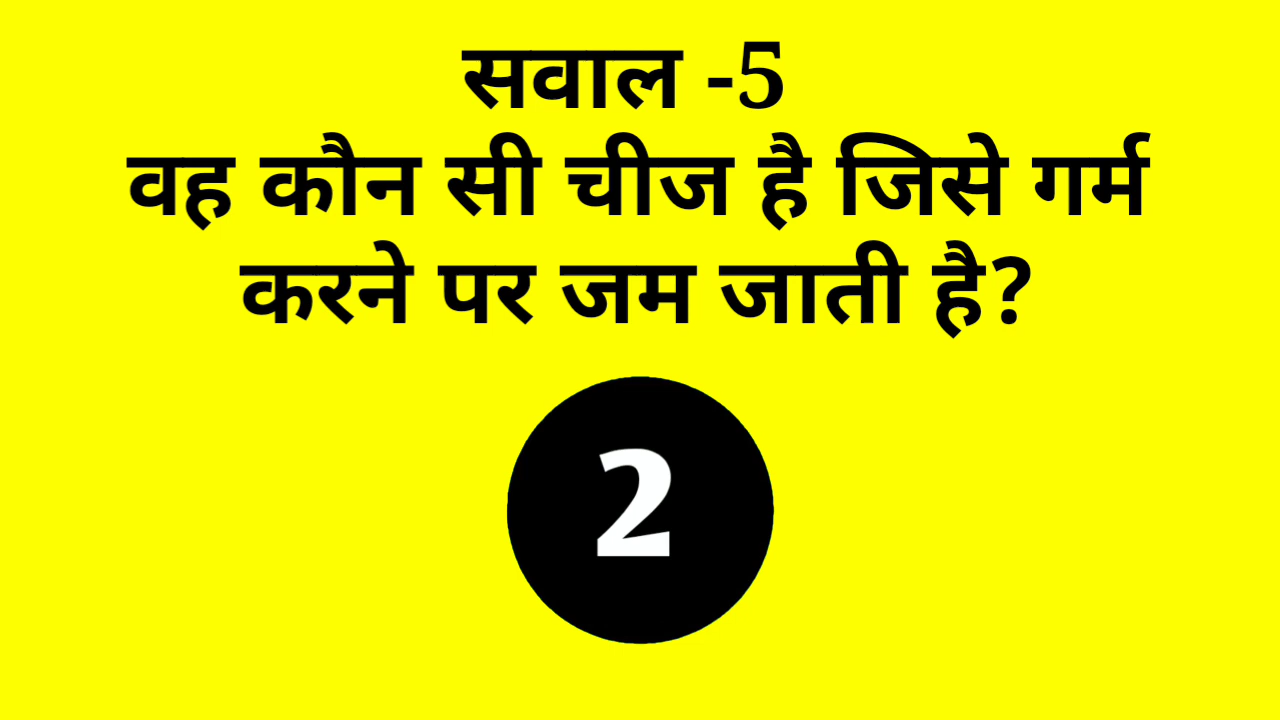 सवाल -5
वह कौन सी चीज है जिसे गर्म
करने पर जम जाती है?
2